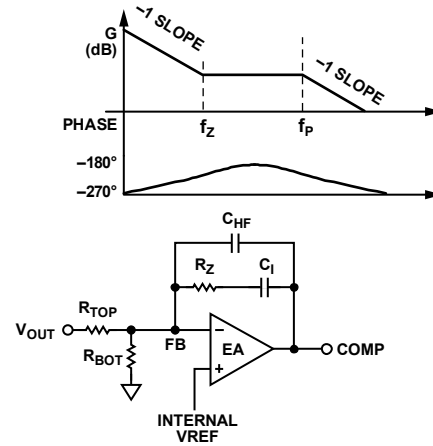 G
(dB)
–1 SLOPE
–1 SLOPE
PHASE
fZ
fP
–180°
–270°
CHF
RZ
CI
RTOP
VOUT
RBOT
FB
–
EA
+
COMP
INTERNAL
VREF